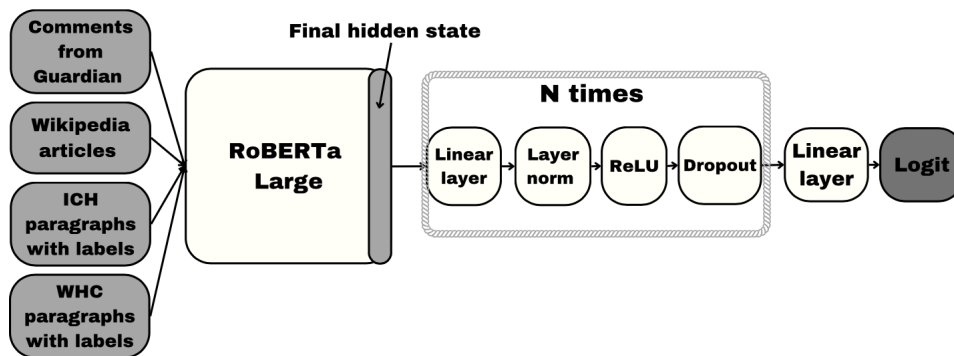 Comments
from
Guardian
Wikipedia
articles
ICH
paragraphs
with labels
WHC
paragraphs
with labels
RoBERTa
Large
Final hidden state
N times
Linear
layer
Layer
norm
ReLU
Dropout
Linear
layer
Logit